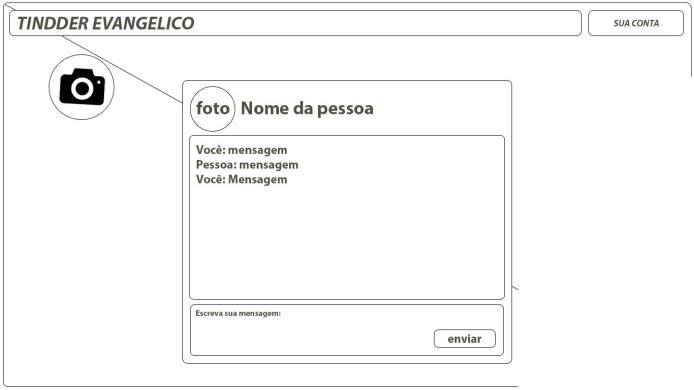 TINDDER EVANGELICO
SUA CONTA
foto Nome da pessoa
Você: mensagem
Pessoa: mensagem
Você: Mensagem
Escreva sua mensagem:
enviar